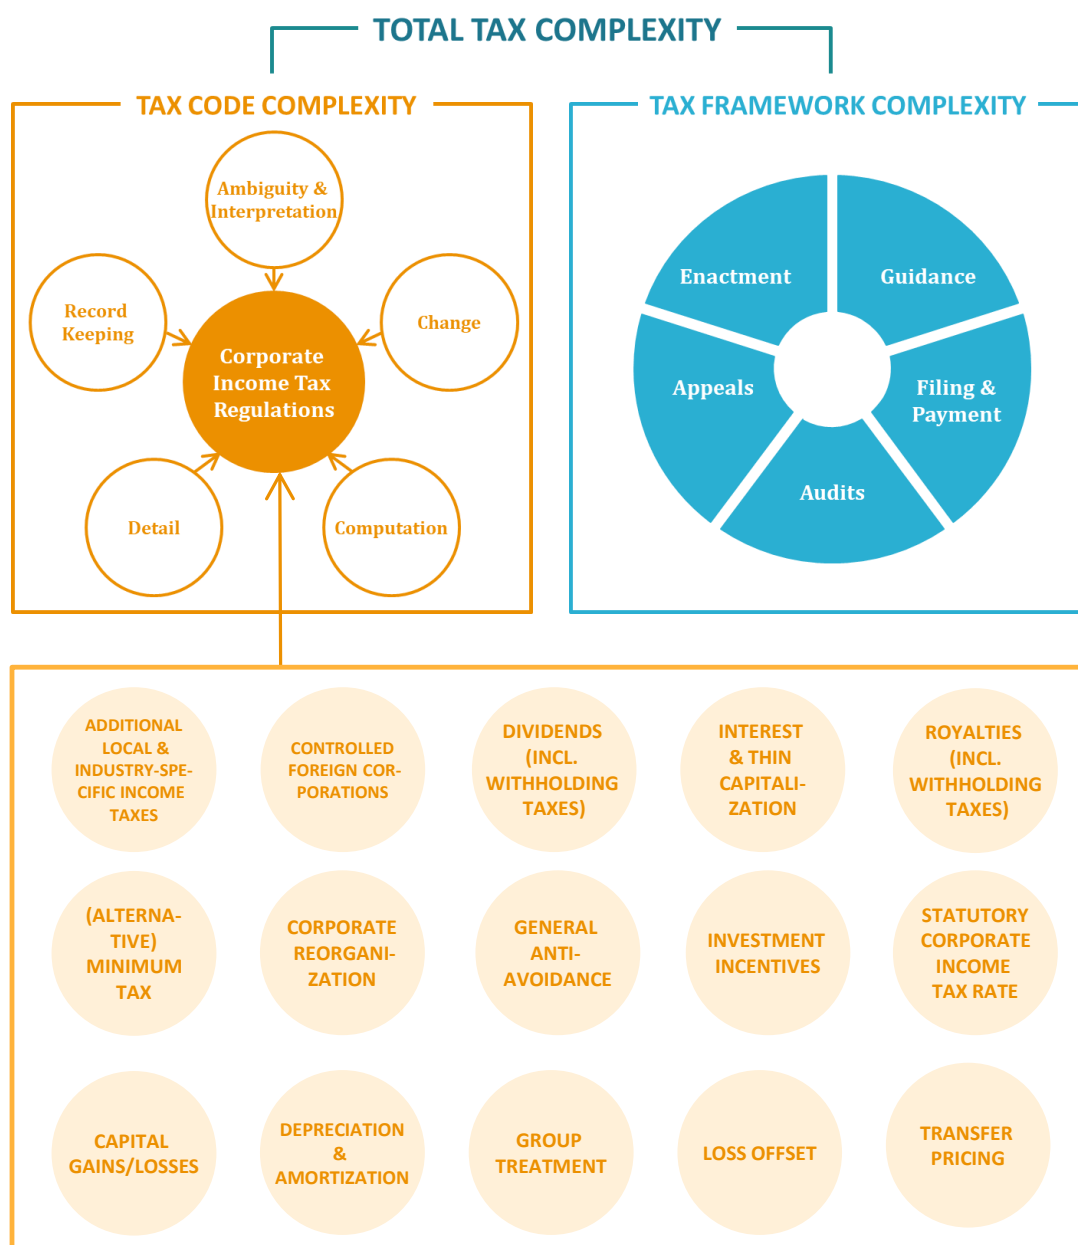 TOTAL TAX COMPLEXITY
TAX CODE COMPLEXITY
Ambiguity &
Interpretation
Record
Keeping
Change
Corporate
Income Tax
Regulations
Detail
Computation
TAX FRAMEWORK COMPLEXITY
Enactment
Guidance
Appeals
Filing &
Payment
Audits
ADDITIONAL
LOCAL &
INDUSTRY-SPE-
CIFIC INCOME
TAXES
CONTROLLED
FOREIGN COR-
PORATIONS
DIVIDENDS
(INCL.
WITHHOLDING
TAXES)
INTEREST
& THIN
CAPITALI-
ZATION
ROYALTIES
(INCL.
WITHHOLDING
TAXES)
(ALTERNA-
TIVE)
MINIMUM
TAX
CORPORATE
REORGANI-
ZATION
GENERAL
ANTI-
AVOIDANCE
INVESTMENT
INCENTIVES
STATUTORY
CORPORATE
INCOME
TAX RATE
CAPITAL
GAINS/LOSSES
DEPRECIATION
&
AMORTIZATION
GROUP
TREATMENT
LOSS OFFSET
TRANSFER
PRICING